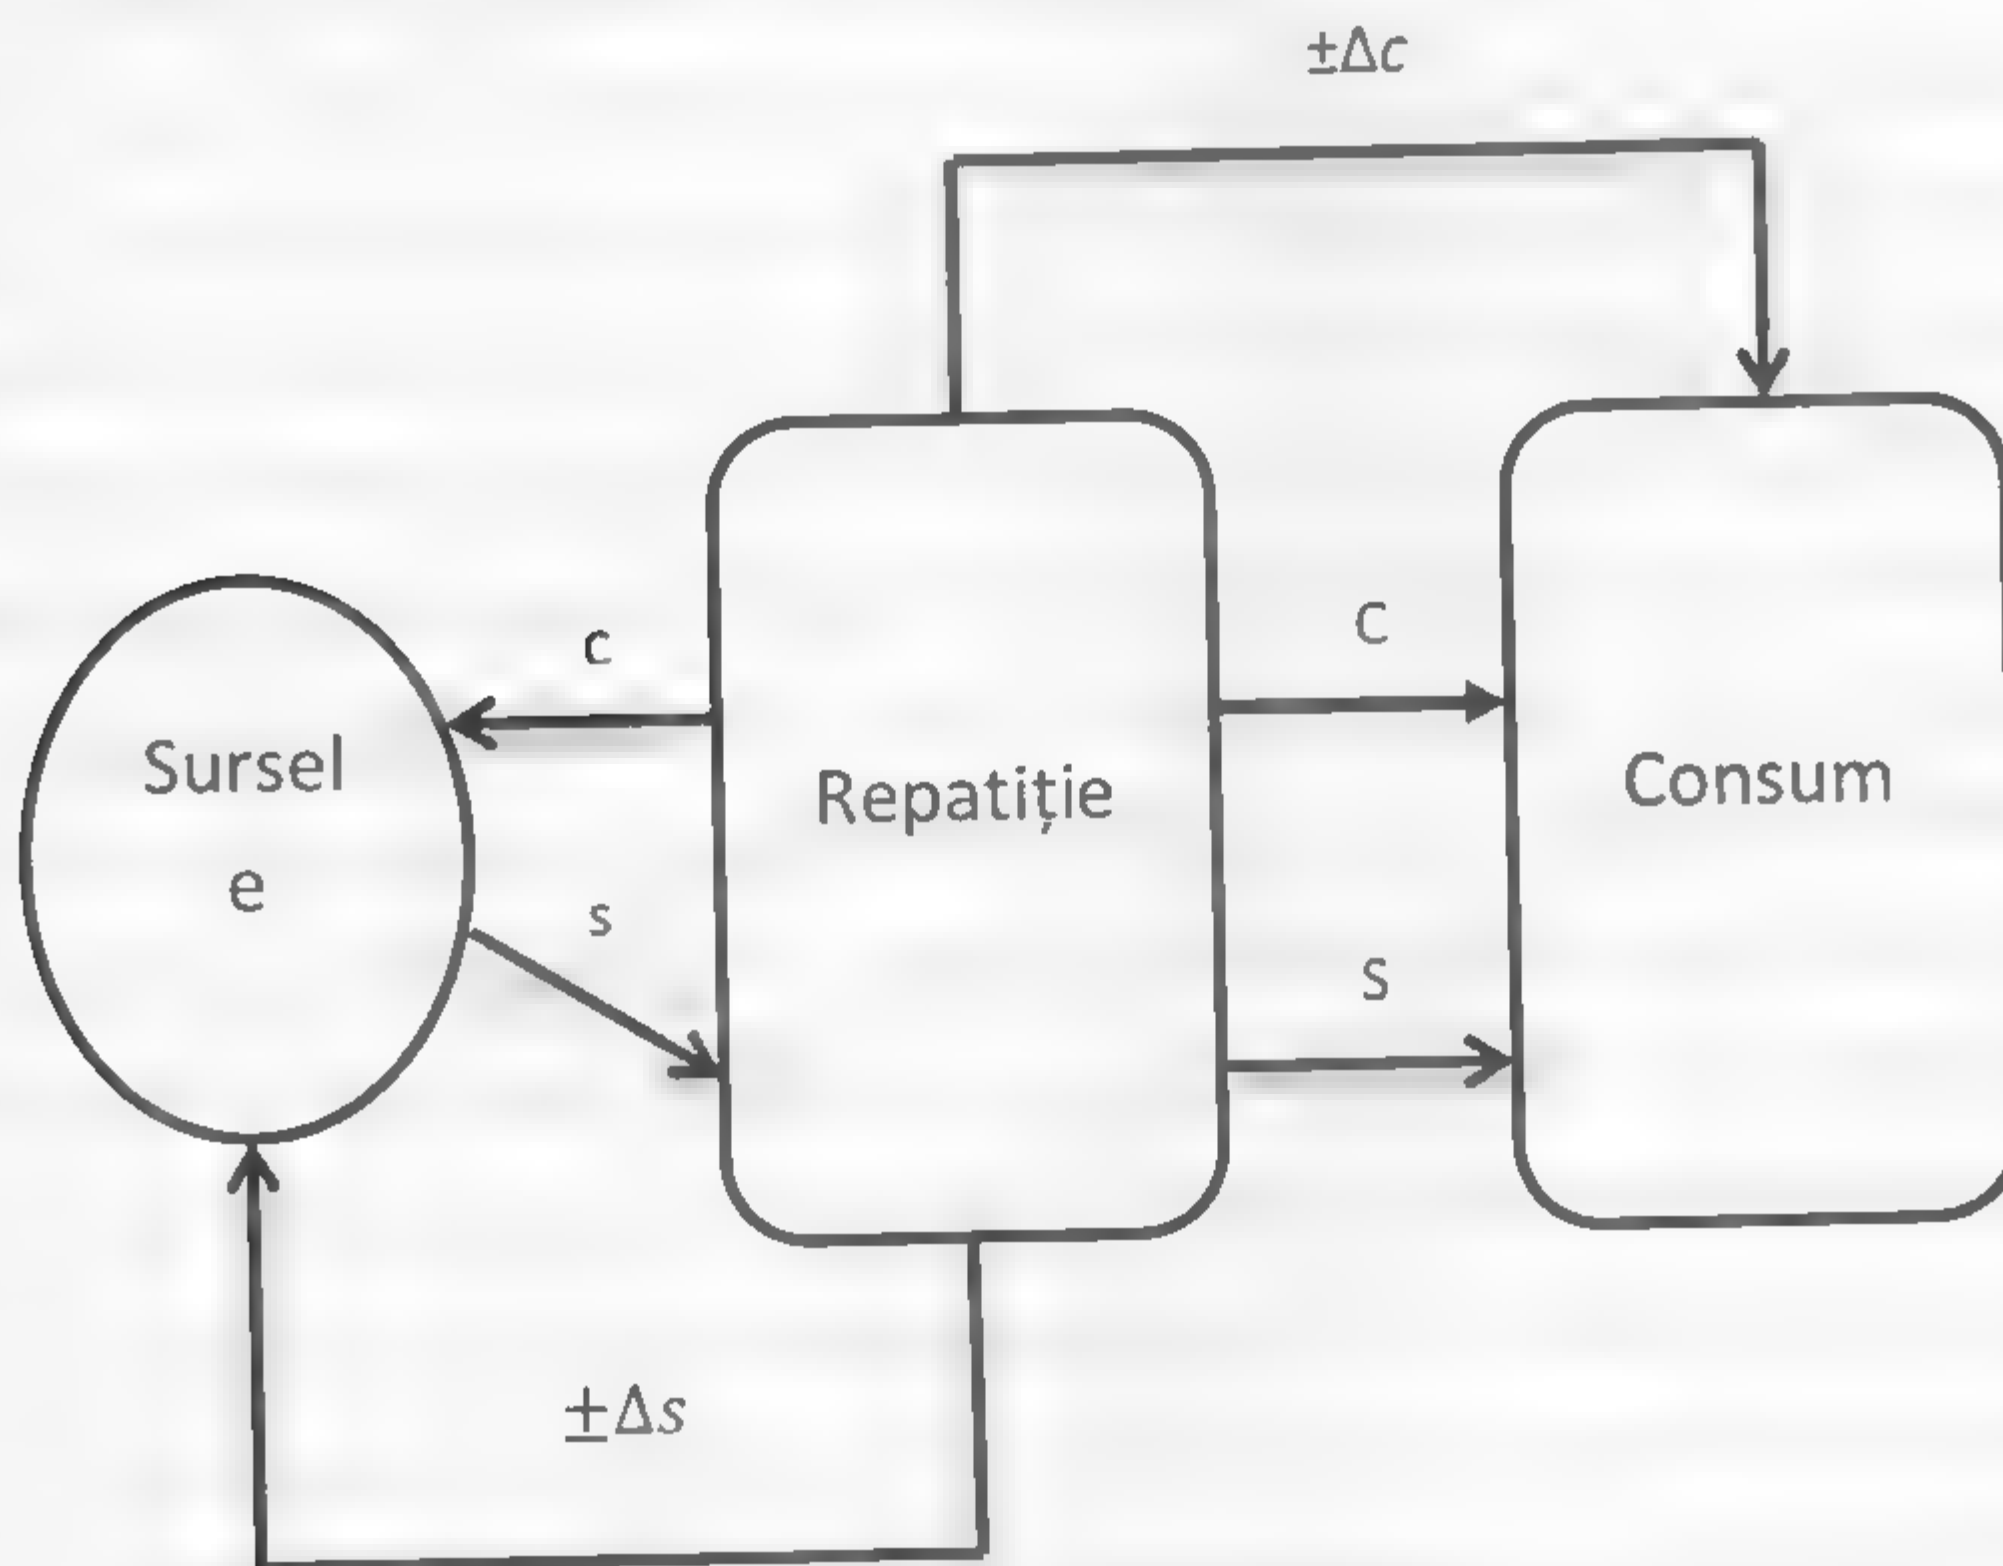 ±Δc
c
C
Sursel
e
Repatiție
Consum
s
S
±Δs